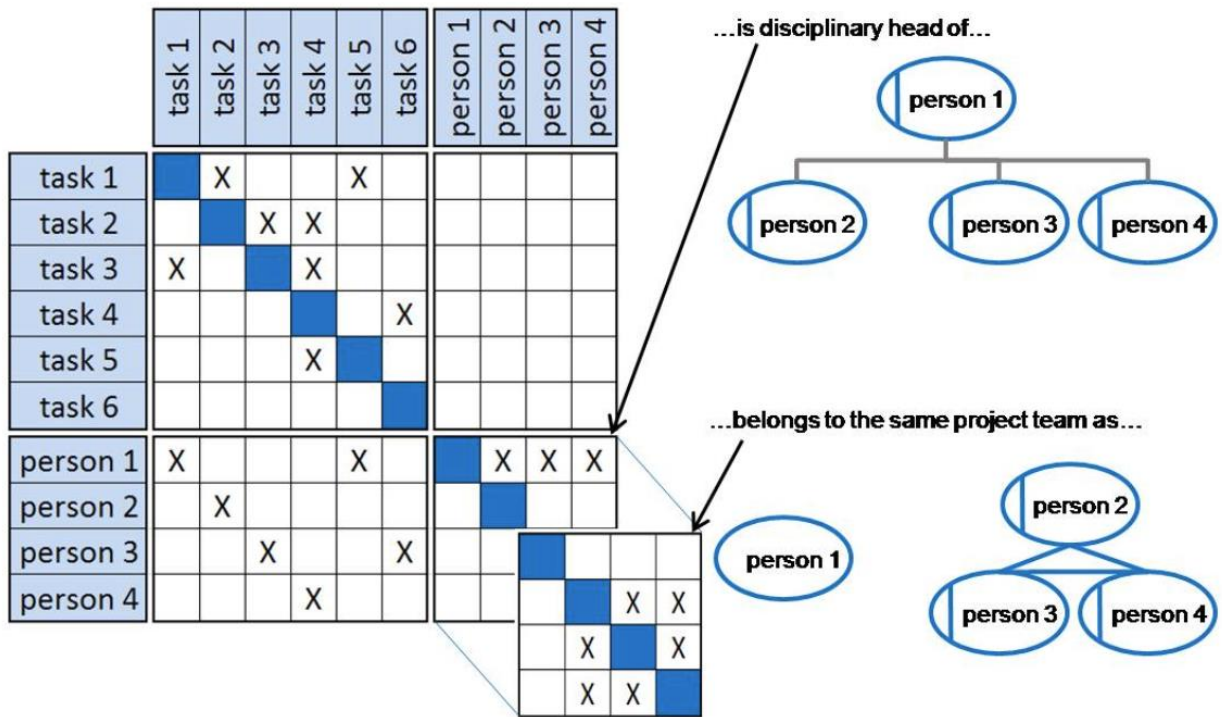 task 1 task 2 task 3 task 4 task 5 task 6 person 1 person 2 person 3 person 4
task 1 X X
task 2 X X
task 3 X X
task 4 X
task 5 X
task 6
person 1 X X X X X
person 2 X
person 3 X X
person 4 X
X X
X X
X X
...is disciplinary head of...
person 1
person 2 person 3 person 4
...belongs to the same project team as...
person 1
person 2
person 3 person 4